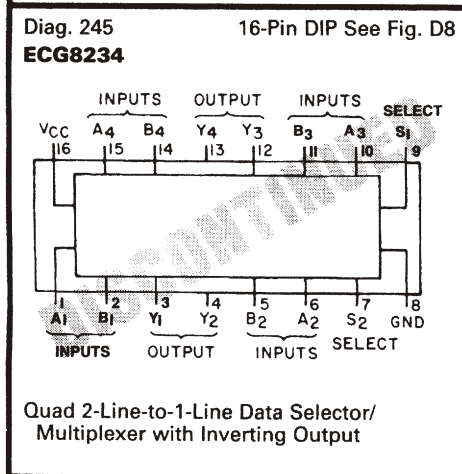 Diag. 245 16-Pin DIP See Fig. D8
ECG8234
INPUTS OUTPUT INPUTS SELECT
VCC A4 B4 Y4 Y3 B3 A3 S1
16 15 14 13 12 11 10 9
DISCONTINUED
1 2 3 4 5 6 7 8
A1 B1 Y1 Y2 B2 A2 S2 GND
INPUTS OUTPUT INPUTS SELECT
Quad 2-Line-to-1-Line Data Selector/
Multiplexer with Inverting Output